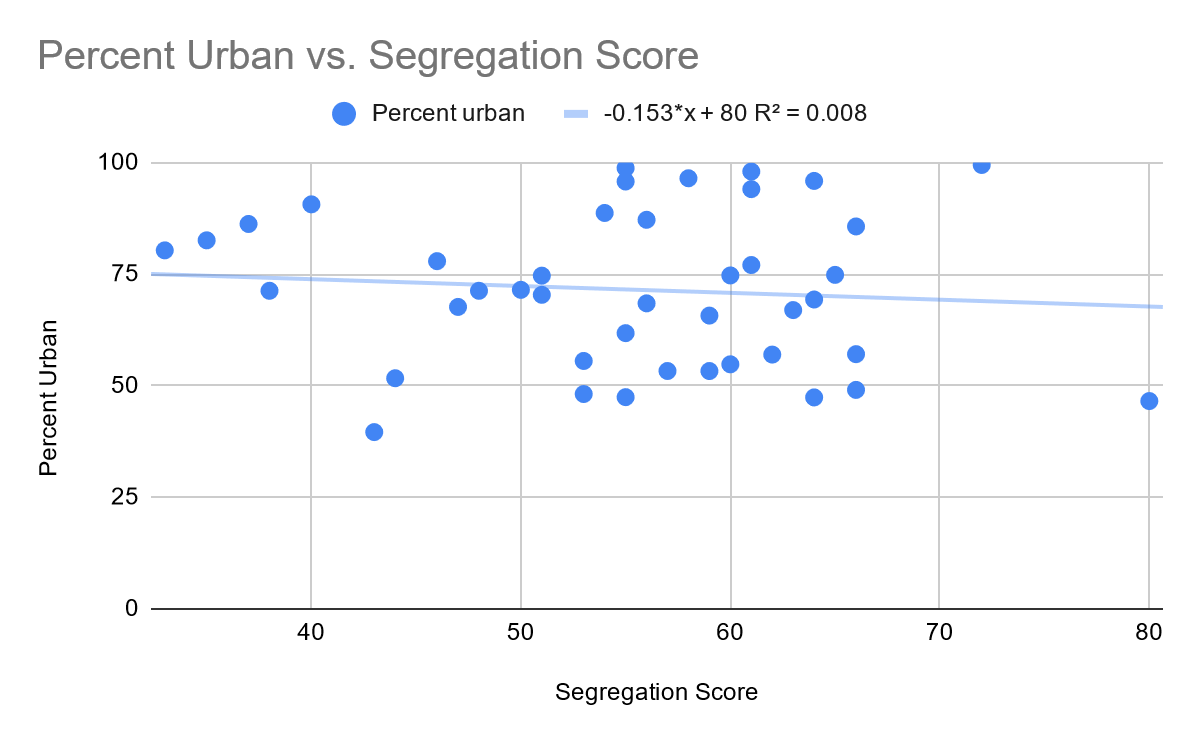 Percent Urban vs. Segregation Score
Percent urban
-0.153*x + 80 R² = 0.008
100
75
50
25
0
Percent Urban
40
50
60
70
80
Segregation Score